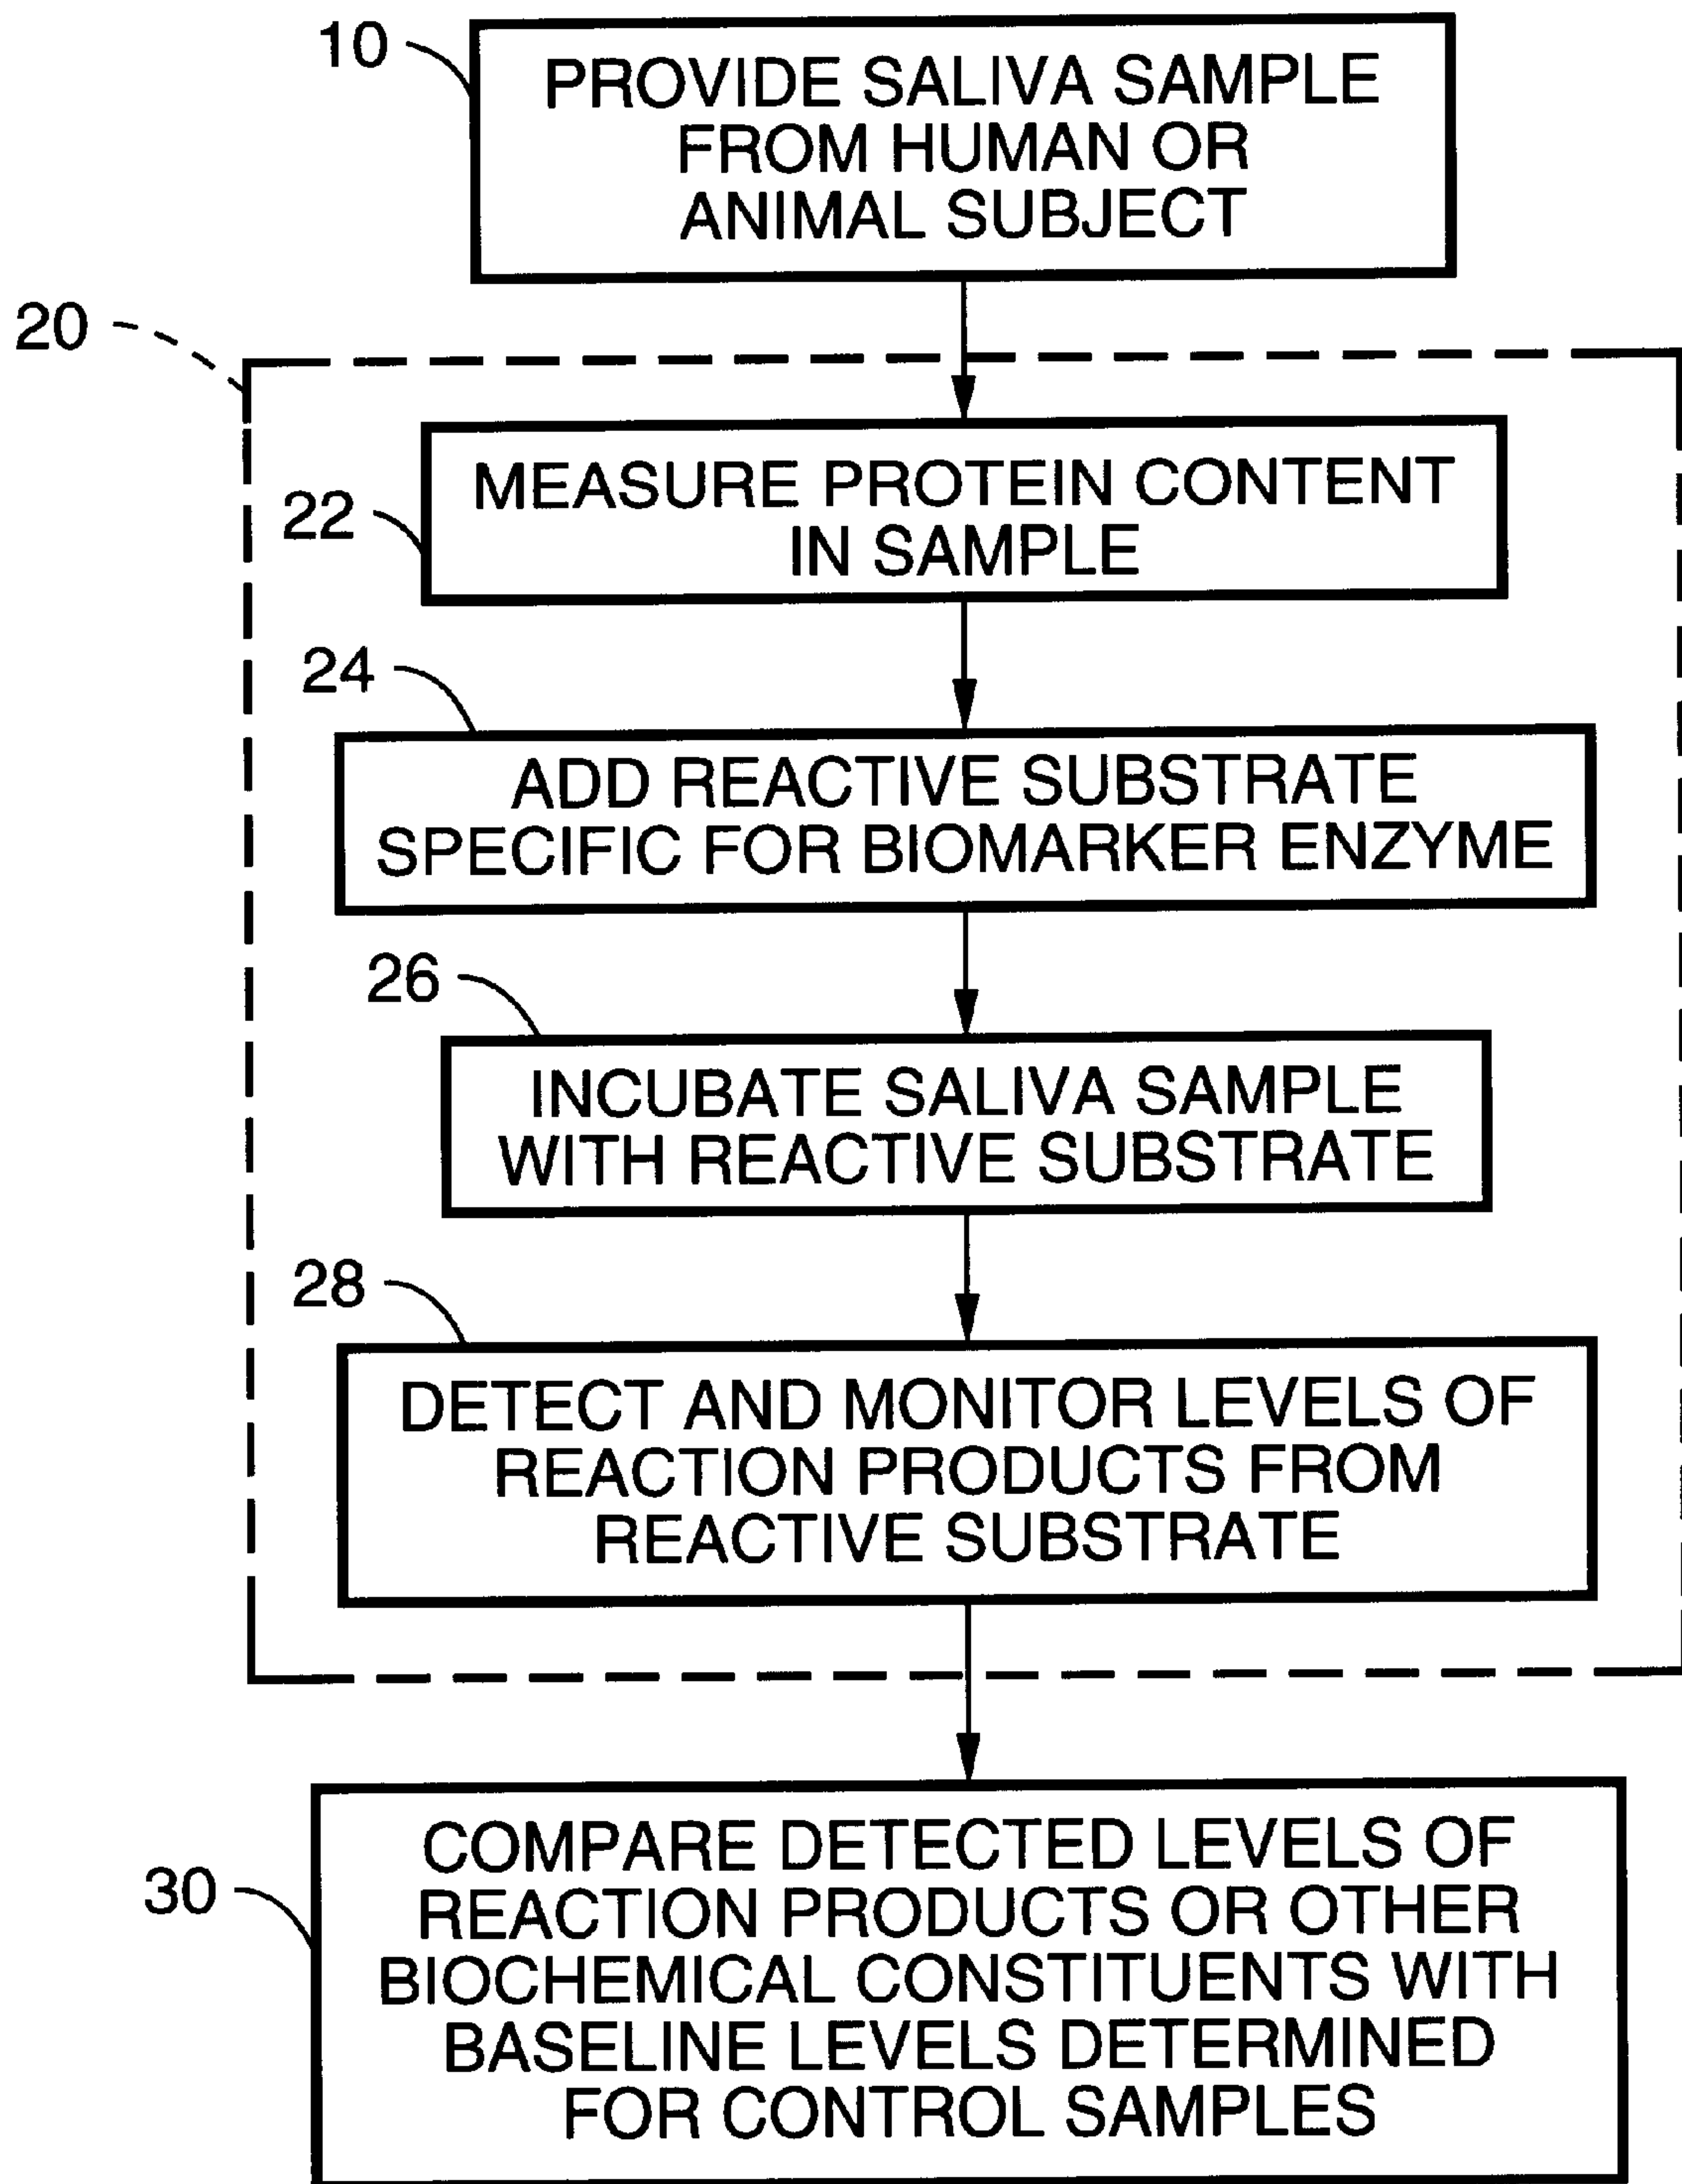 10
PROVIDE SALIVA SAMPLE
FROM HUMAN OR
ANIMAL SUBJECT
20
22
MEASURE PROTEIN CONTENT
IN SAMPLE
24
ADD REACTIVE SUBSTRATE
SPECIFIC FOR BIOMARKER ENZYME
26
INCUBATE SALIVA SAMPLE
WITH REACTIVE SUBSTRATE
28
DETECT AND MONITOR LEVELS OF
REACTION PRODUCTS FROM
REACTIVE SUBSTRATE
30
COMPARE DETECTED LEVELS OF
REACTION PRODUCTS OR OTHER
BIOCHEMICAL CONSTITUENTS WITH
BASELINE LEVELS DETERMINED
FOR CONTROL SAMPLES